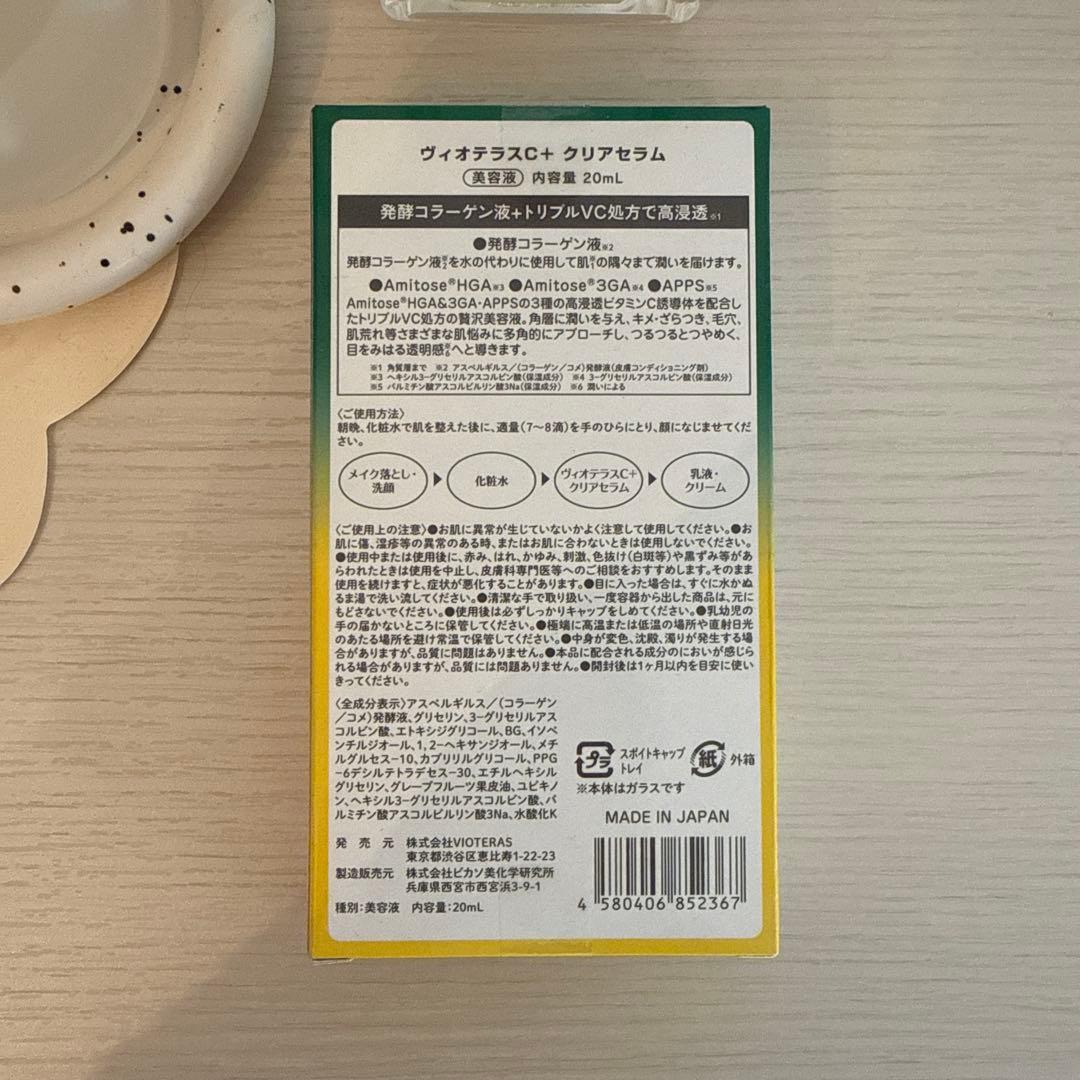 ヴィオテラスC+ クリアセラム
美容液 内容量 20mL
発酵コラーゲン液+トリプルVC処方で高浸透※1
●発酵コラーゲン液※2
発酵コラーゲン液※2を水の代わりに使用して肌※1の隅々まで潤いを届けます。
●Amitose®HGA※3 ●Amitose®3GA※4 ●APPS※5
Amitose®HGA&3GA・APPSの3種の高浸透ビタミンC誘導体を配合し
たトリプルVC処方の贅沢美容液。角層に潤いを与え、キメ・ざらつき、毛穴、
肌荒れ等さまざまな肌悩みに多角的にアプローチし、つるつるとつやめく、
目をみはる透明感※6へと導きます。
※1 角質層まで ※2 アスペルギルス/(コラーゲン/コメ)発酵液(皮膚コンディショニング剤)
※3 ヘキシル3-グリセリルアスコルビン酸(保湿成分) ※4 3-グリセリルアスコルビン酸(保湿成分)
※5 パルミチン酸アスコルビルリン酸3Na(保湿成分) ※6 潤いによる
〈ご使用方法〉
朝晩、化粧水で肌を整えた後に、適量(7〜8滴)を手のひらにとり、顔になじませてくだ
さい。
メイク落とし・洗顔 ▶ 化粧水 ▶ ヴィオテラスC+クリアセラム ▶ 乳液・クリーム
〈ご使用上の注意〉●お肌に異常が生じていないかよく注意して使用してください。●お
肌に傷、湿疹等の異常のある時、またはお肌に合わないときは使用しないでください。
●使用中または使用後に、赤み、はれ、かゆみ、刺激、色抜け(白斑等)や黒ずみ等があ
らわれたときは使用を中止し、皮膚科専門医等へのご相談をおすすめします。そのまま
使用を続けますと、症状が悪化することがあります。●目に入った場合は、すぐに水かぬ
るま湯で洗い流してください。●清潔な手で取り扱い、一度容器から出した商品は、元に
もどさないでください。●使用後は必ずしっかりキャップをしめてください。●乳幼児の
手の届かないところに保管してください。●極端に高温または低温の場所や直射日光
のあたる場所を避け常温で保管してください。●中身が変色、沈殿、濁りが発生する場
合がありますが、品質に問題はありません。●本品に配合される成分のにおいが感じら
れる場合がありますが、品質には問題ありません。●開封後は1ヶ月以内を目安に使い
きってください。
〈全成分表示〉アスペルギルス/(コラーゲン
/コメ)発酵液、グリセリン、3-グリセリルアス
コルビン酸、エトキシジグリコール、BG、イソペ
ンチルジオール、1,2-ヘキサンジオール、メチ
ルグルセス-10、カプリリルグリコール、PPG
-6デシルテトラデセス-30、エチルヘキシル
グリセリン、グレープフルーツ果皮油、ユビキノ
ン、ヘキシル3-グリセリルアスコルビン酸、パ
ルミチン酸アスコルビルリン酸3Na、水酸化K
プラ スポイトキャップ 紙 外箱
トレイ
※本体はガラスです
MADE IN JAPAN
発売元 株式会社VIOTERAS
東京都渋谷区恵比寿1-22-23
製造販売元 株式会社ピカソ美化学研究所
兵庫県西宮市西宮浜3-9-1
種別:美容液 内容量:20mL
4 580406 852367